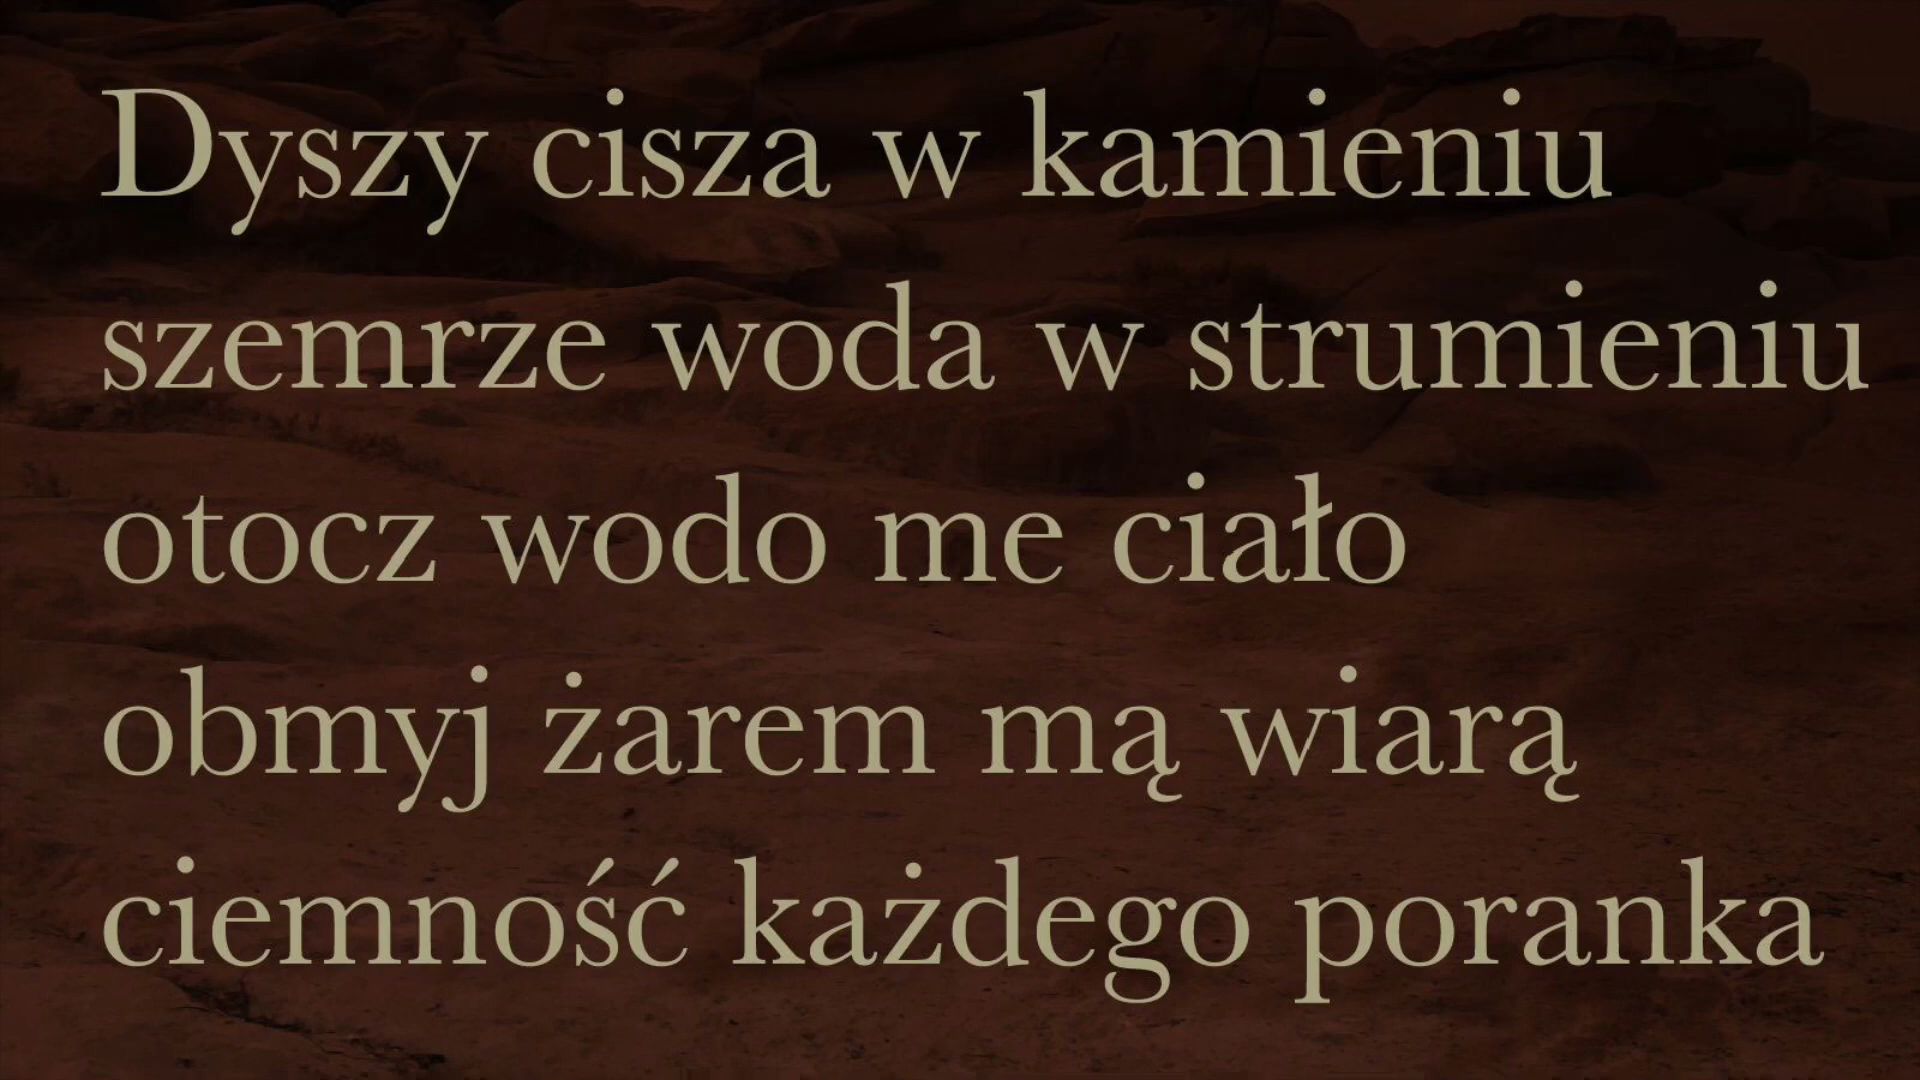 Dyszy cisza w kamieniu
szemrze woda w strumieniu
otocz wodo me ciało
obmyj żarem mą wiarą
ciemność każdego poranka